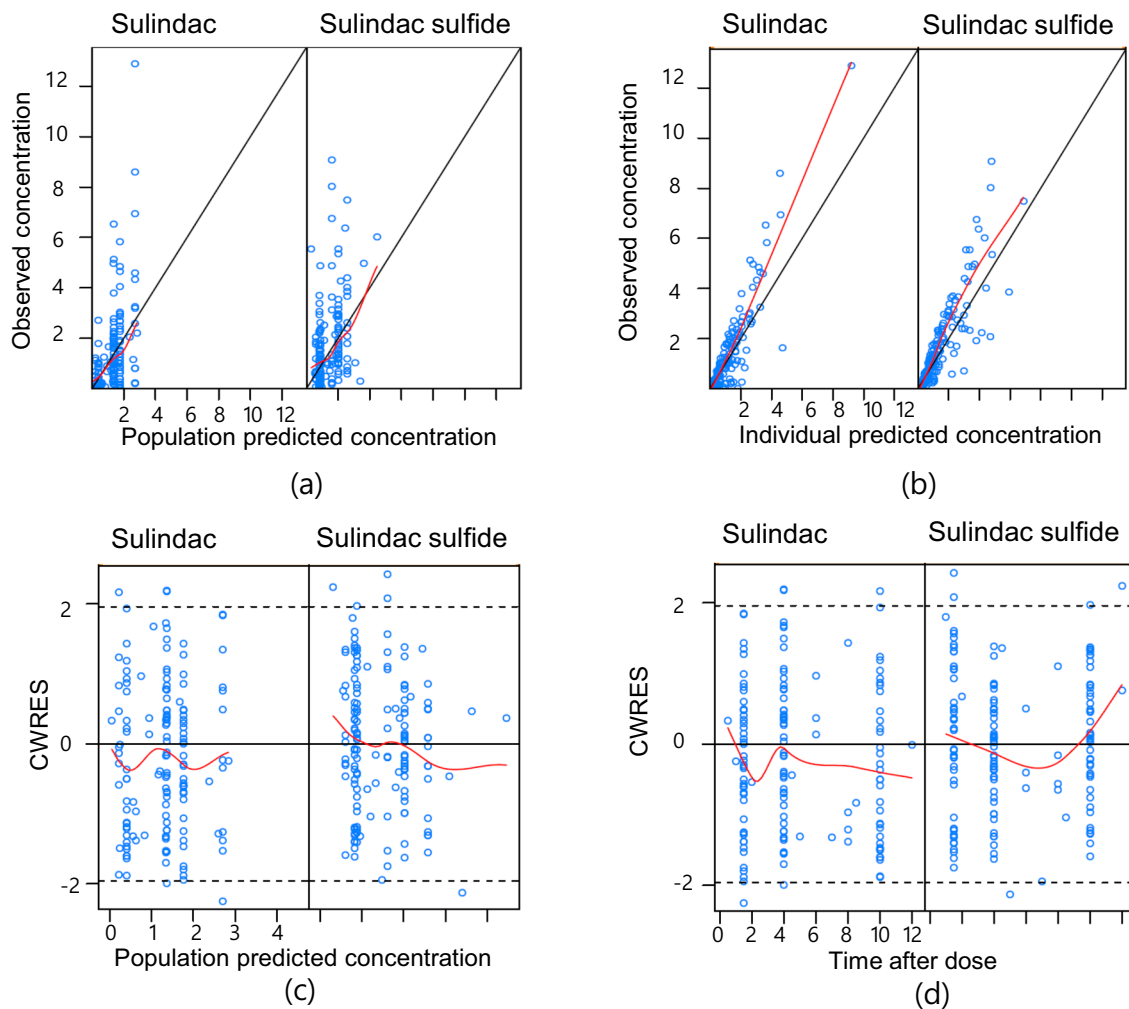 Sulindac Sulindac sulfide
Observed concentration
12
10
8
6
4
2
2 4 6 8 10 12
Population predicted concentration
(a)
Sulindac Sulindac sulfide
Observed concentration
12
10
8
6
4
2
2 4 6 8 10 12
Individual predicted concentration
(b)
Sulindac Sulindac sulfide
CWRES
2
0
-2
0 1 2 3 4
Population predicted concentration
(c)
Sulindac Sulindac sulfide
CWRES
2
0
-2
0 2 4 6 8 10 12
Time after dose
(d)